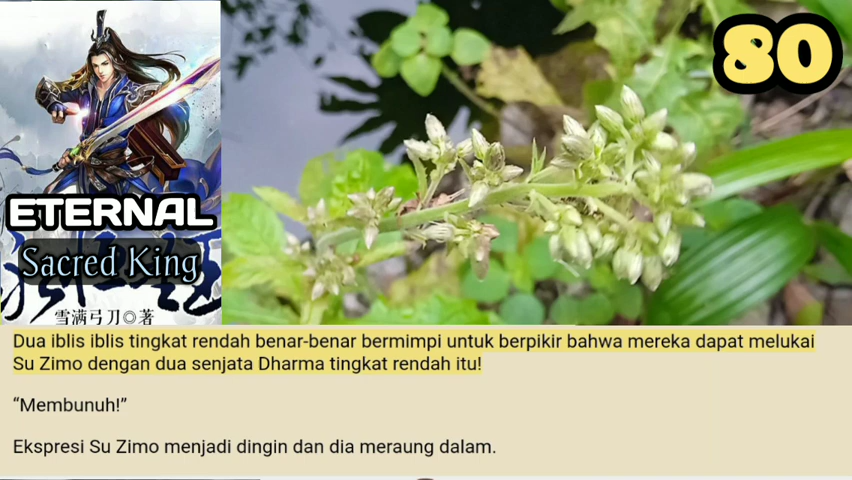 80
ETERNAL
Sacred King
雪满弓刀◎著
Dua iblis iblis tingkat rendah benar-benar bermimpi untuk berpikir bahwa mereka dapat melukai
Su Zimo dengan dua senjata Dharma tingkat rendah itu!
“Membunuh!”
Ekspresi Su Zimo menjadi dingin dan dia meraung dalam.